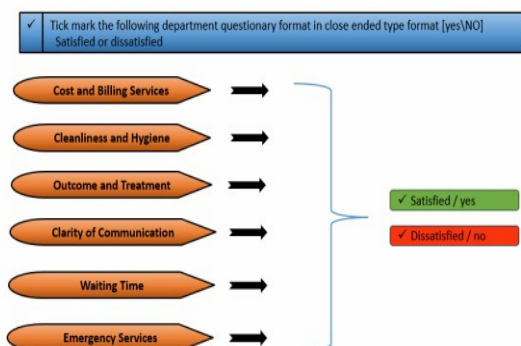 ✓ Tick mark the following department questionary format in close ended type format [yes\NO]
Satisfied or dissatisfied
Cost and Billing Services
Cleanliness and Hygiene
Outcome and Treatment
Clarity of Communication
Waiting Time
Emergency Services
✓ Satisfied / yes
✓ Dissatisfied / no